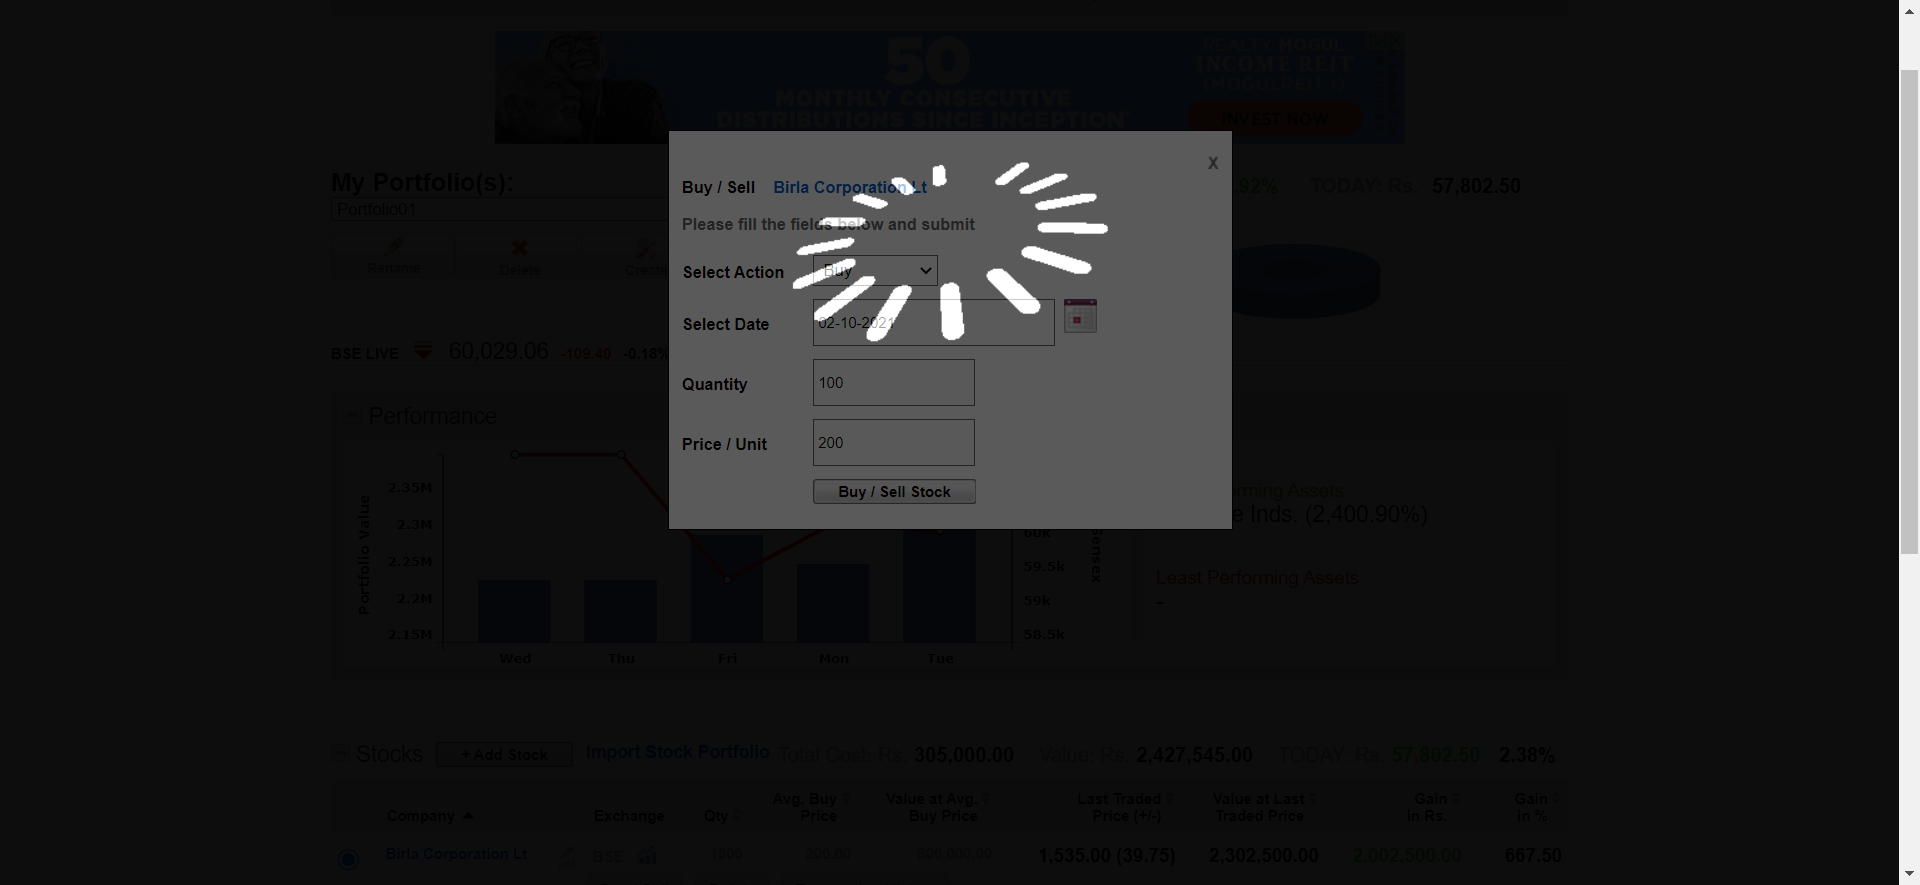 50
MONTHLY CONSECUTIVE
DISTRIBUTIONS SINCE INCEPTION
REALTY MOGUL
INCOME REIT
(MOGULREIT I)
INVEST NOW
My Portfolio(s):
Portfolio01
Rename
Delete
Create
.92%
TODAY: Rs.
57,802.50
X
Buy / Sell Birla Corporation Lt
Please fill the fields below and submit
Select Action
Buy
Select Date
02-10-2021
Quantity
100
Price / Unit
200
Buy / Sell Stock
BSE LIVE 60,029.06 -109.40 -0.18%
Performance
Portfolio Value
2.35M
2.3M
2.25M
2.2M
2.15M
Wed Thu Fri Mon Tue
60k
59.5k
59k
58.5k
Sensex
rming Assets
e Inds. (2,400.90%)
Least Performing Assets
-
Stocks + Add Stock Import Stock Portfolio Total Cost: Rs. 305,000.00 Value: Rs. 2,427,545.00 TODAY: Rs. 57,802.50 2.38%
Company Exchange Qty Avg. Buy Price Value at Avg. Buy Price Last Traded Price (+/-) Value at Last Traded Price Gain in Rs. Gain in %
Birla Corporation Lt BSE 1500 200.00 300,000.00 1,535.00 (39.75) 2,302,500.00 2,002,500.00 667.50